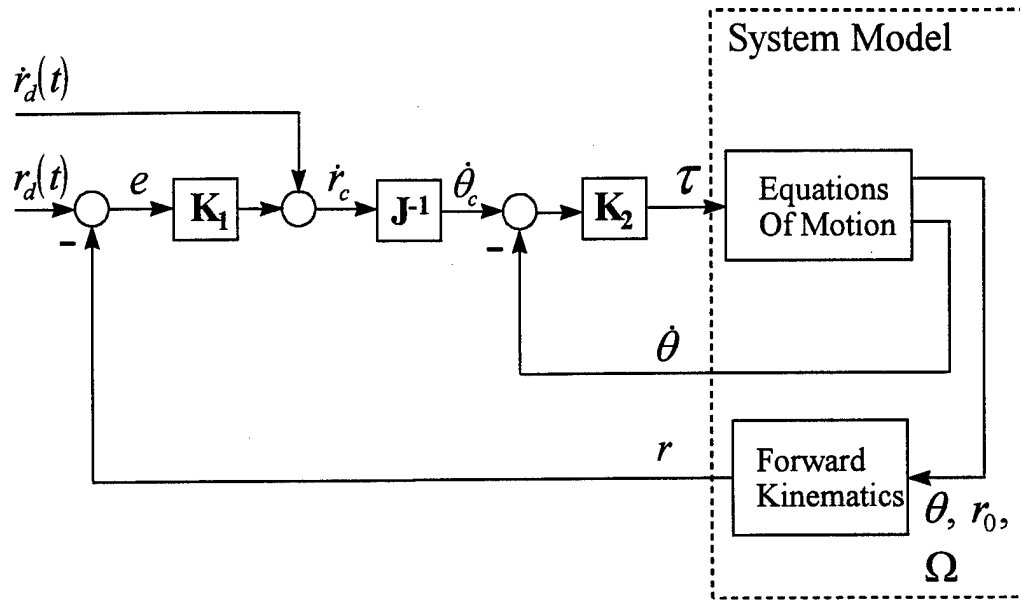 System Model
ṙ_d(t)
r_d(t)
e
K₁
ṙ_c
J⁻¹
θ̇_c
K₂
τ
Equations
Of Motion
-
-
θ̇
r
Forward
Kinematics
θ, r₀,
Ω